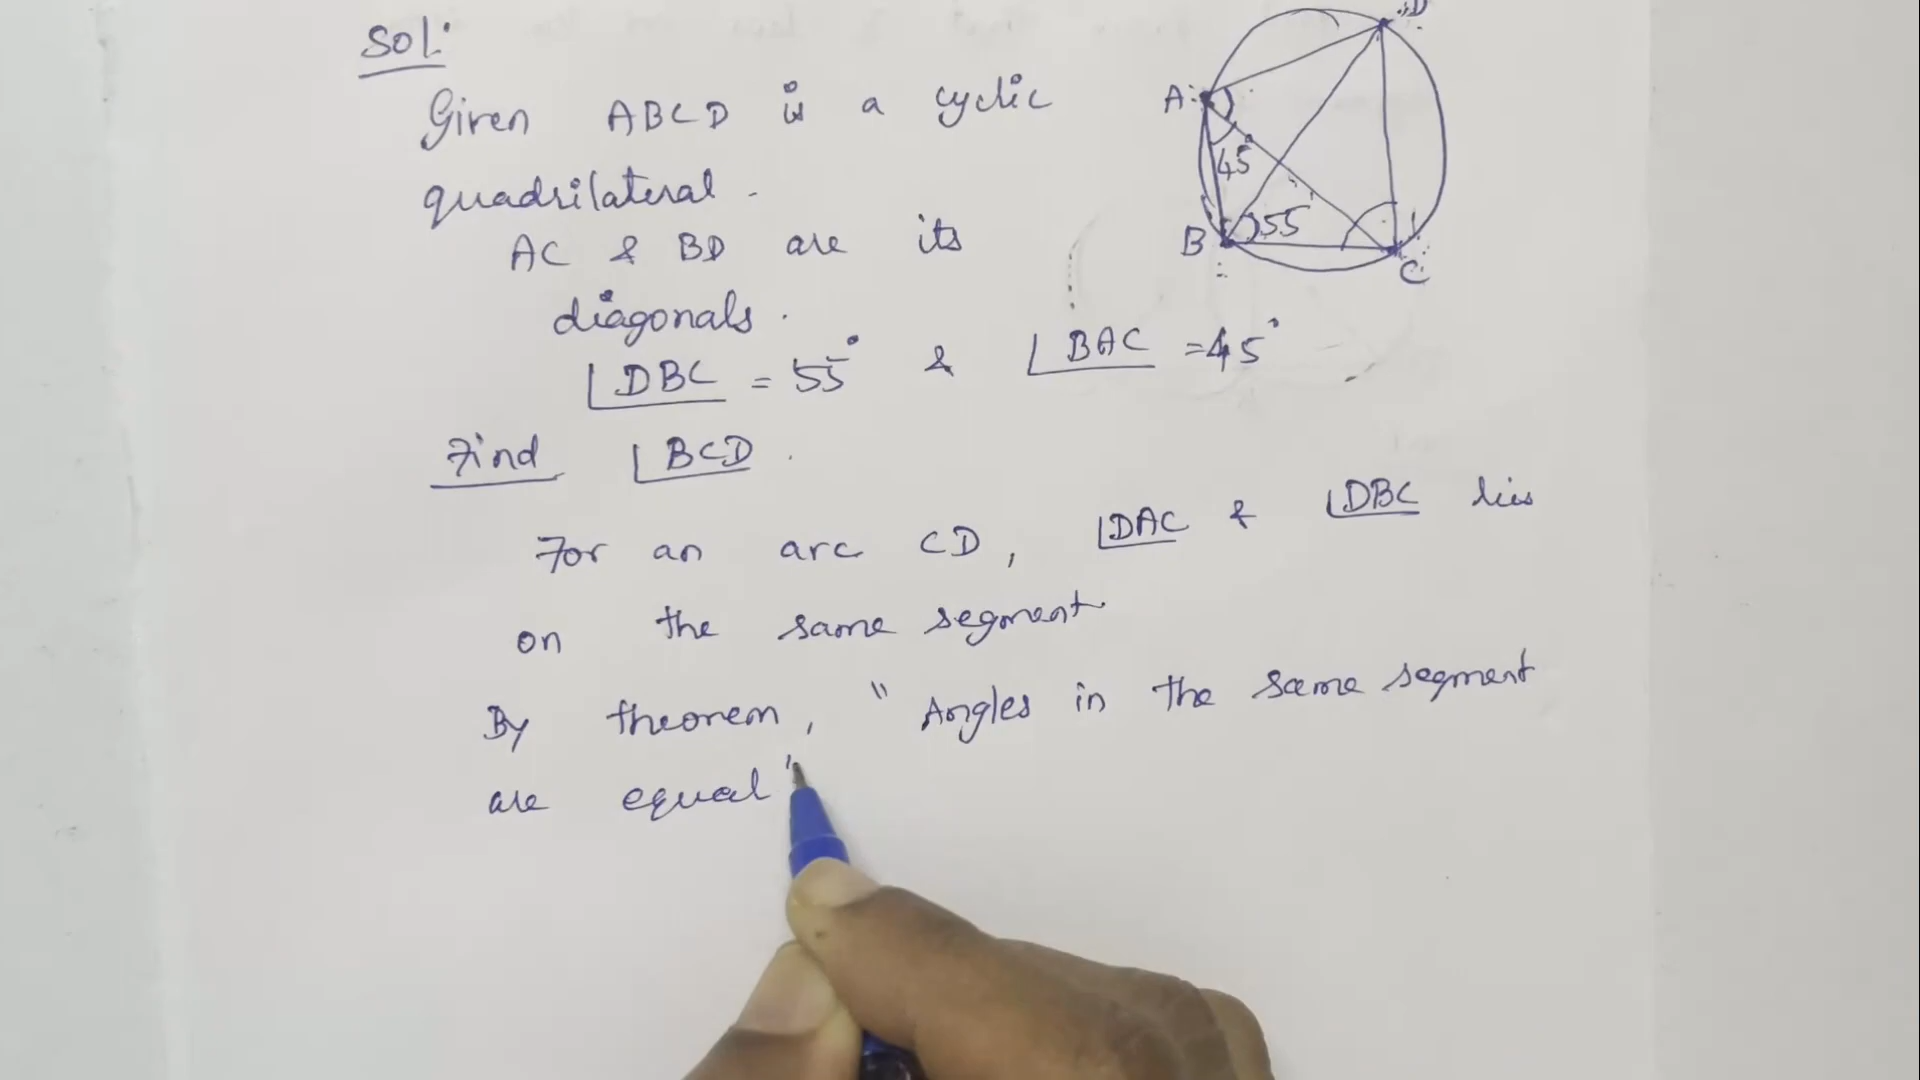 Sol:
Given ABCD is a cyclic
quadrilateral.
AC & BD are its
diagonals.
∠DBC = 55° & ∠BAC = 45°
Find ∠BCD.
For an arc CD, ∠DAC & ∠DBC lies
on the same segment
By theorem, "Angles in the same segment
are equal"
D
A
45°
B
55°
C